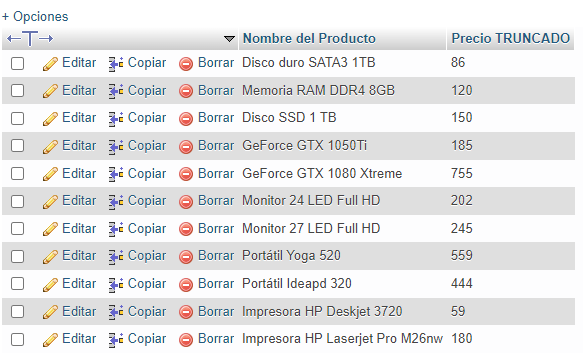 + Opciones
←T→ Nombre del Producto Precio TRUNCADO
Editar Copiar Borrar Disco duro SATA3 1TB 86
Editar Copiar Borrar Memoria RAM DDR4 8GB 120
Editar Copiar Borrar Disco SSD 1 TB 150
Editar Copiar Borrar GeForce GTX 1050Ti 185
Editar Copiar Borrar GeForce GTX 1080 Xtreme 755
Editar Copiar Borrar Monitor 24 LED Full HD 202
Editar Copiar Borrar Monitor 27 LED Full HD 245
Editar Copiar Borrar Portátil Yoga 520 559
Editar Copiar Borrar Portátil Ideapd 320 444
Editar Copiar Borrar Impresora HP Deskjet 3720 59
Editar Copiar Borrar Impresora HP Laserjet Pro M26nw 180